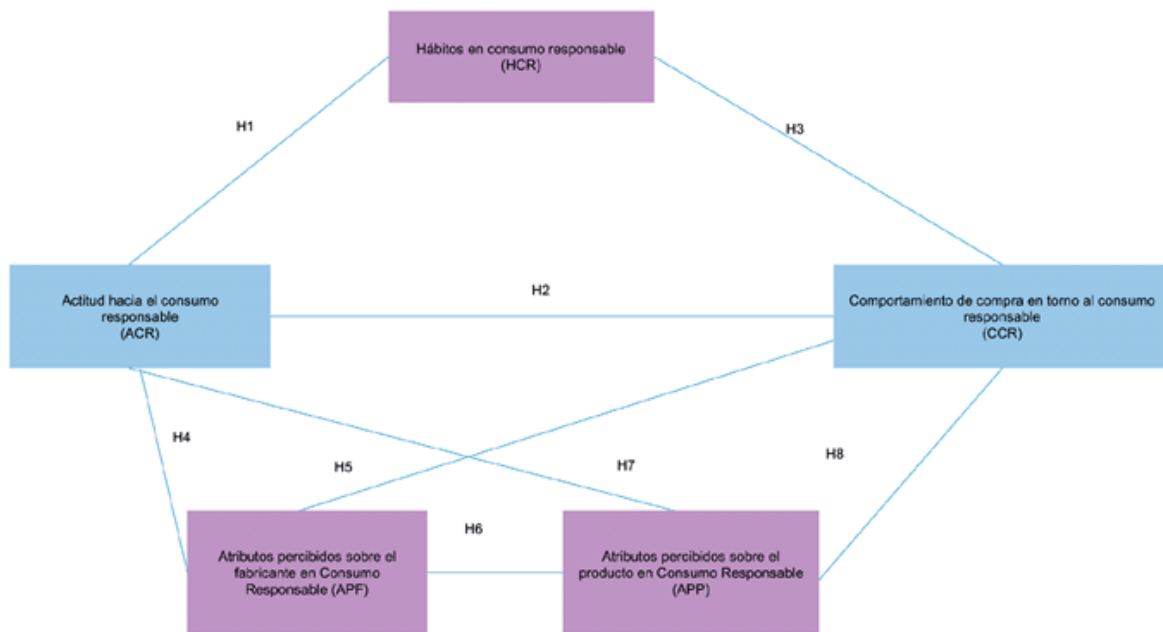 Hábitos en consumo responsable
(HCR)
H1
H3
Actitud hacia el consumo
responsable
(ACR)
H2
Comportamiento de compra en torno al consumo
responsable
(CCR)
H4
H5
H7
H8
H6
Atributos percibidos sobre el
fabricante en Consumo
Responsable (APF)
Atributos percibidos sobre el
producto en Consumo Responsable
(APP)